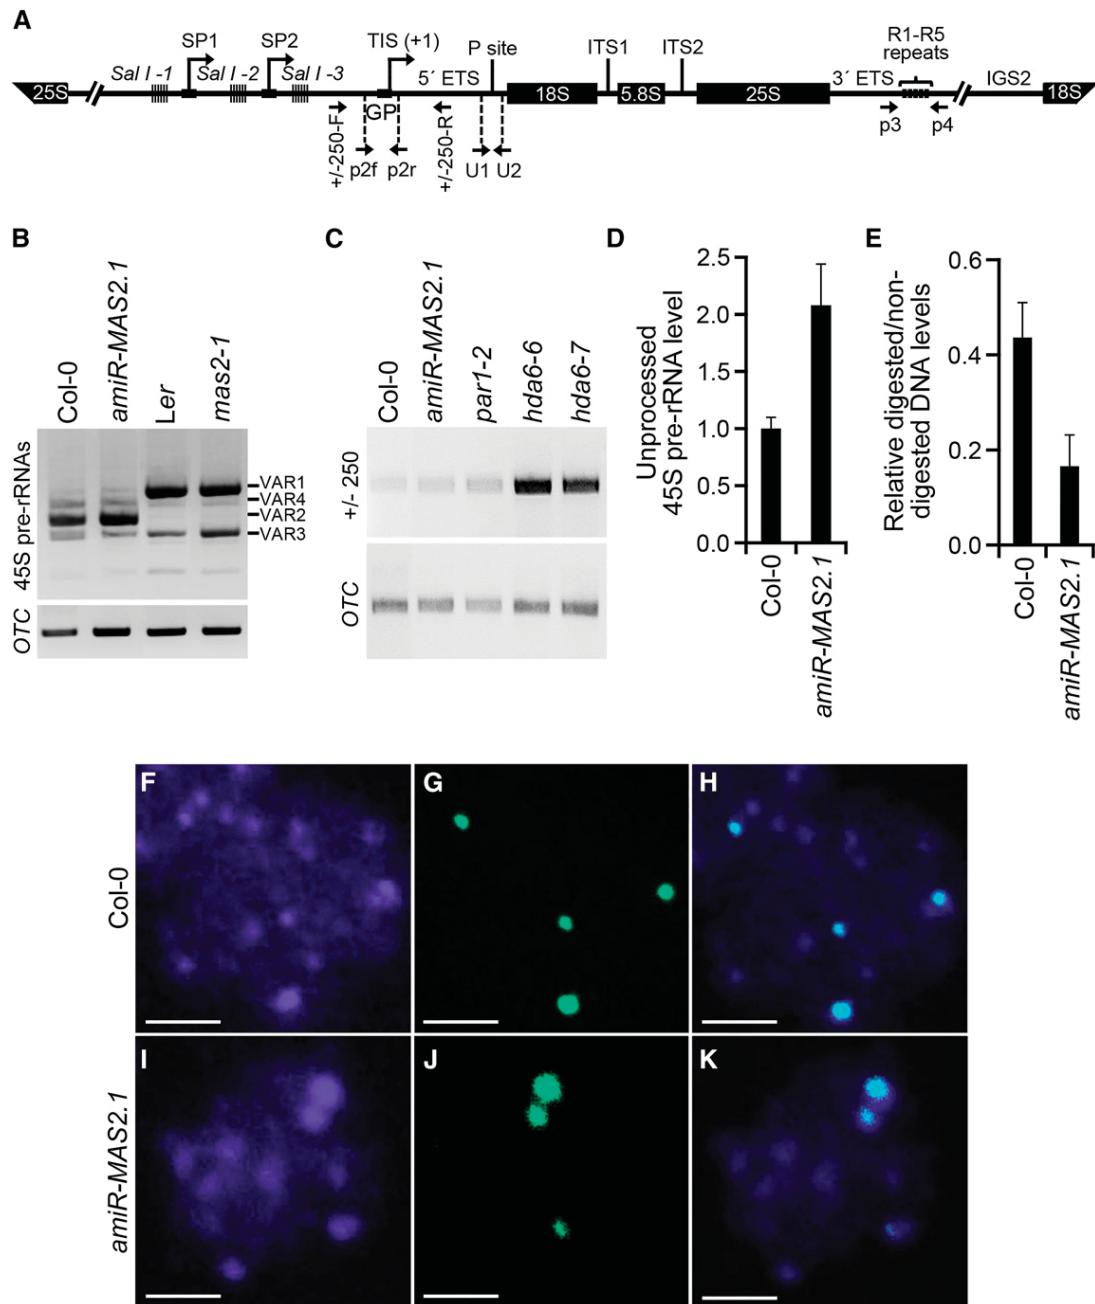 A
SP1 SP2 TIS (+1) P site ITS1 ITS2 R1-R5 repeats
Sal I -1 Sal I -2 Sal I -3 5´ ETS 3´ ETS IGS2
25S 18S 5.8S 25S 18S
GP
+/-250-F p2f p2r +/-250-R U1 U2 p3 p4
B
Col-0 amiR-MAS2.1 Ler mas2-1
45S pre-rRNAs
VAR1
VAR4
VAR2
VAR3
OTC
C
Col-0 amiR-MAS2.1 par1-2 hda6-6 hda6-7
+/- 250
OTC
D
Unprocessed
45S pre-rRNA level
2.5
2.0
1.5
1.0
0.5
0.0
Col-0 amiR-MAS2.1
E
Relative digested/non-
digested DNA levels
0.6
0.4
0.2
0.0
Col-0 amiR-MAS2.1
Col-0
F G H
amiR-MAS2.1
I J K